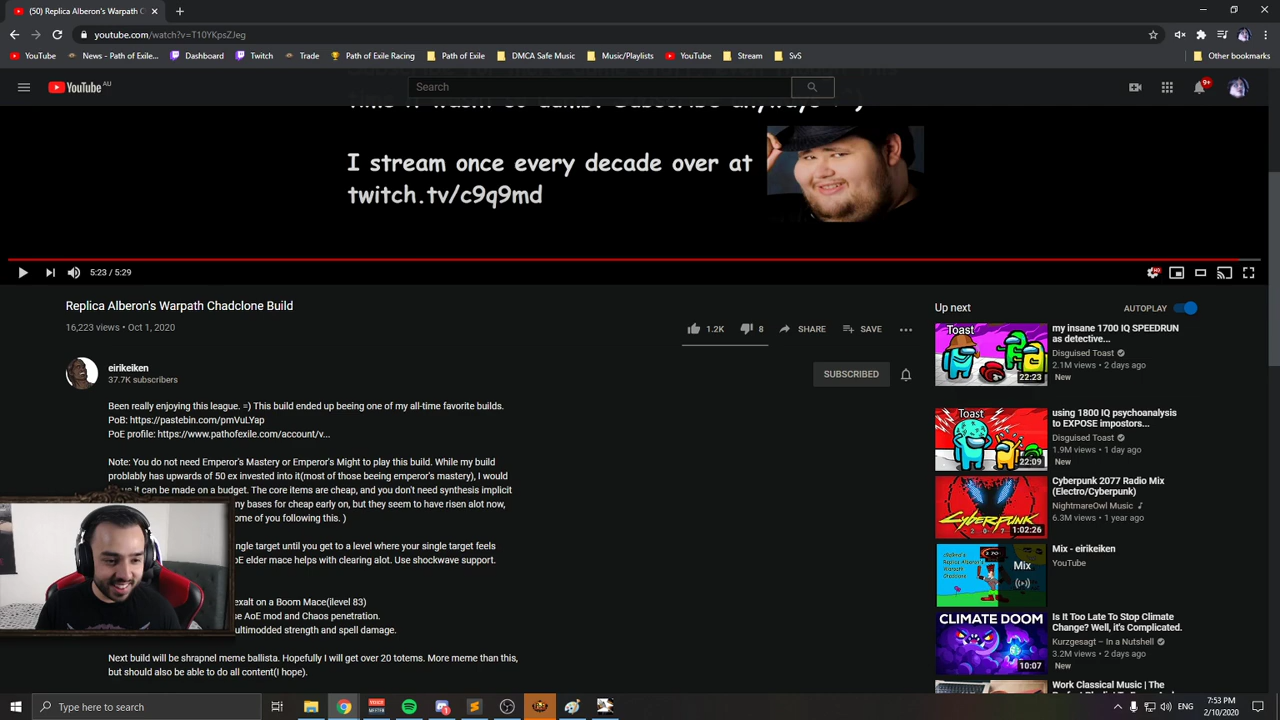 (50) Replica Alberon's Warpath C
youtube.com/watch?v=T10YKpsZJeg
YouTube
News - Path of Exile...
Dashboard
Twitch
Trade
Path of Exile Racing
Path of Exile
DMCA Safe Music
Music/Playlists
YouTube
Stream
SvS
Other bookmarks
YouTube AU
Search
9+
I stream once every decade over at
twitch.tv/c9q9md
5:23 / 5:29
HD
Replica Alberon's Warpath Chadclone Build
16,223 views • Oct 1, 2020
1.2K
8
SHARE
SAVE
eirikeiken
37.7K subscribers
SUBSCRIBED
Been really enjoying this league. =) This build ended up beeing one of my all-time favorite builds.
PoB: https://pastebin.com/pmVuLYap
PoE profile: https://www.pathofexile.com/account/v...
Note: You do not need Emperor's Mastery or Emperor's Might to play this build. While my build
problably has upwards of 50 ex invested into it(most of those beeing emperor's mastery), I would
it can be made on a budget. The core items are cheap, and you don't need synthesis implicit
bases for cheap early on, but they seem to have risen alot now,
ome of you following this. )
ngle target until you get to a level where your single target feels
elder mace helps with clearing alot. Use shockwave support.
exalt on a Boom Mace(ilevel 83)
AoE mod and Chaos penetration.
ultimodded strength and spell damage.
Next build will be shrapnel meme ballista. Hopefully I will get over 20 totems. More meme than this,
but should also be able to do all content(I hope).
Up next
AUTOPLAY
Toast
22:23
my insane 1700 IQ SPEEDRUN
as detective...
Disguised Toast
2.1M views • 2 days ago
New
Toast
22:09
using 1800 IQ psychoanalysis
to EXPOSE impostors...
Disguised Toast
1.9M views • 1 day ago
New
CYBERPUNK
1:02:26
Cyberpunk 2077 Radio Mix
(Electro/Cyberpunk)
NightmareOwl Music
6.3M views • 1 year ago
Replica Alberon's
Warpath
Chadclone
Mix
Mix - eirikeiken
YouTube
CLIMATE DOOM
10:07
Is It Too Late To Stop Climate
Change? Well, it's Complicated.
Kurzgesagt – In a Nutshell
3.2M views • 2 days ago
New
Work Classical Music | The
Type here to search
ENG
7:53 PM
2/10/2020